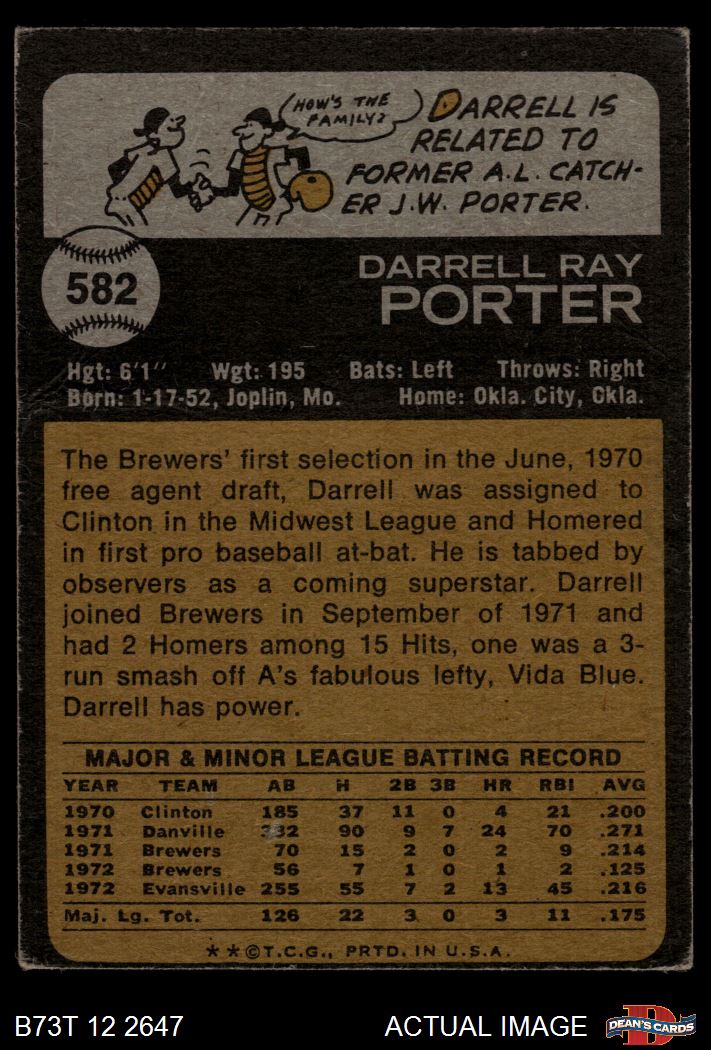 HOW'S THE
FAMILY?
DARRELL IS
RELATED TO
FORMER A.L. CATCH-
ER J.W. PORTER.
582
DARRELL RAY
PORTER
Hgt: 6'1" Wgt: 195 Bats: Left Throws: Right
Born: 1-17-52, Joplin, Mo. Home: Okla. City, Okla.
The Brewers' first selection in the June, 1970
free agent draft, Darrell was assigned to
Clinton in the Midwest League and Homered
in first pro baseball at-bat. He is tabbed by
observers as a coming superstar. Darrell
joined Brewers in September of 1971 and
had 2 Homers among 15 Hits, one was a 3-
run smash off A's fabulous lefty, Vida Blue.
Darrell has power.
MAJOR & MINOR LEAGUE BATTING RECORD
YEAR TEAM AB H 2B 3B HR RBI AVG
1970 Clinton 185 37 11 0 4 21 .200
1971 Danville 332 90 9 7 24 70 .271
1971 Brewers 70 15 2 0 2 9 .214
1972 Brewers 56 7 1 0 1 2 .125
1972 Evansville 255 55 7 2 13 45 .216
Maj. Lg. Tot. 126 22 3 0 3 11 .175
**©T.C.G., PRTD. IN U.S.A.
B73T 12 2647 ACTUAL IMAGE D DEAN'S CARDS